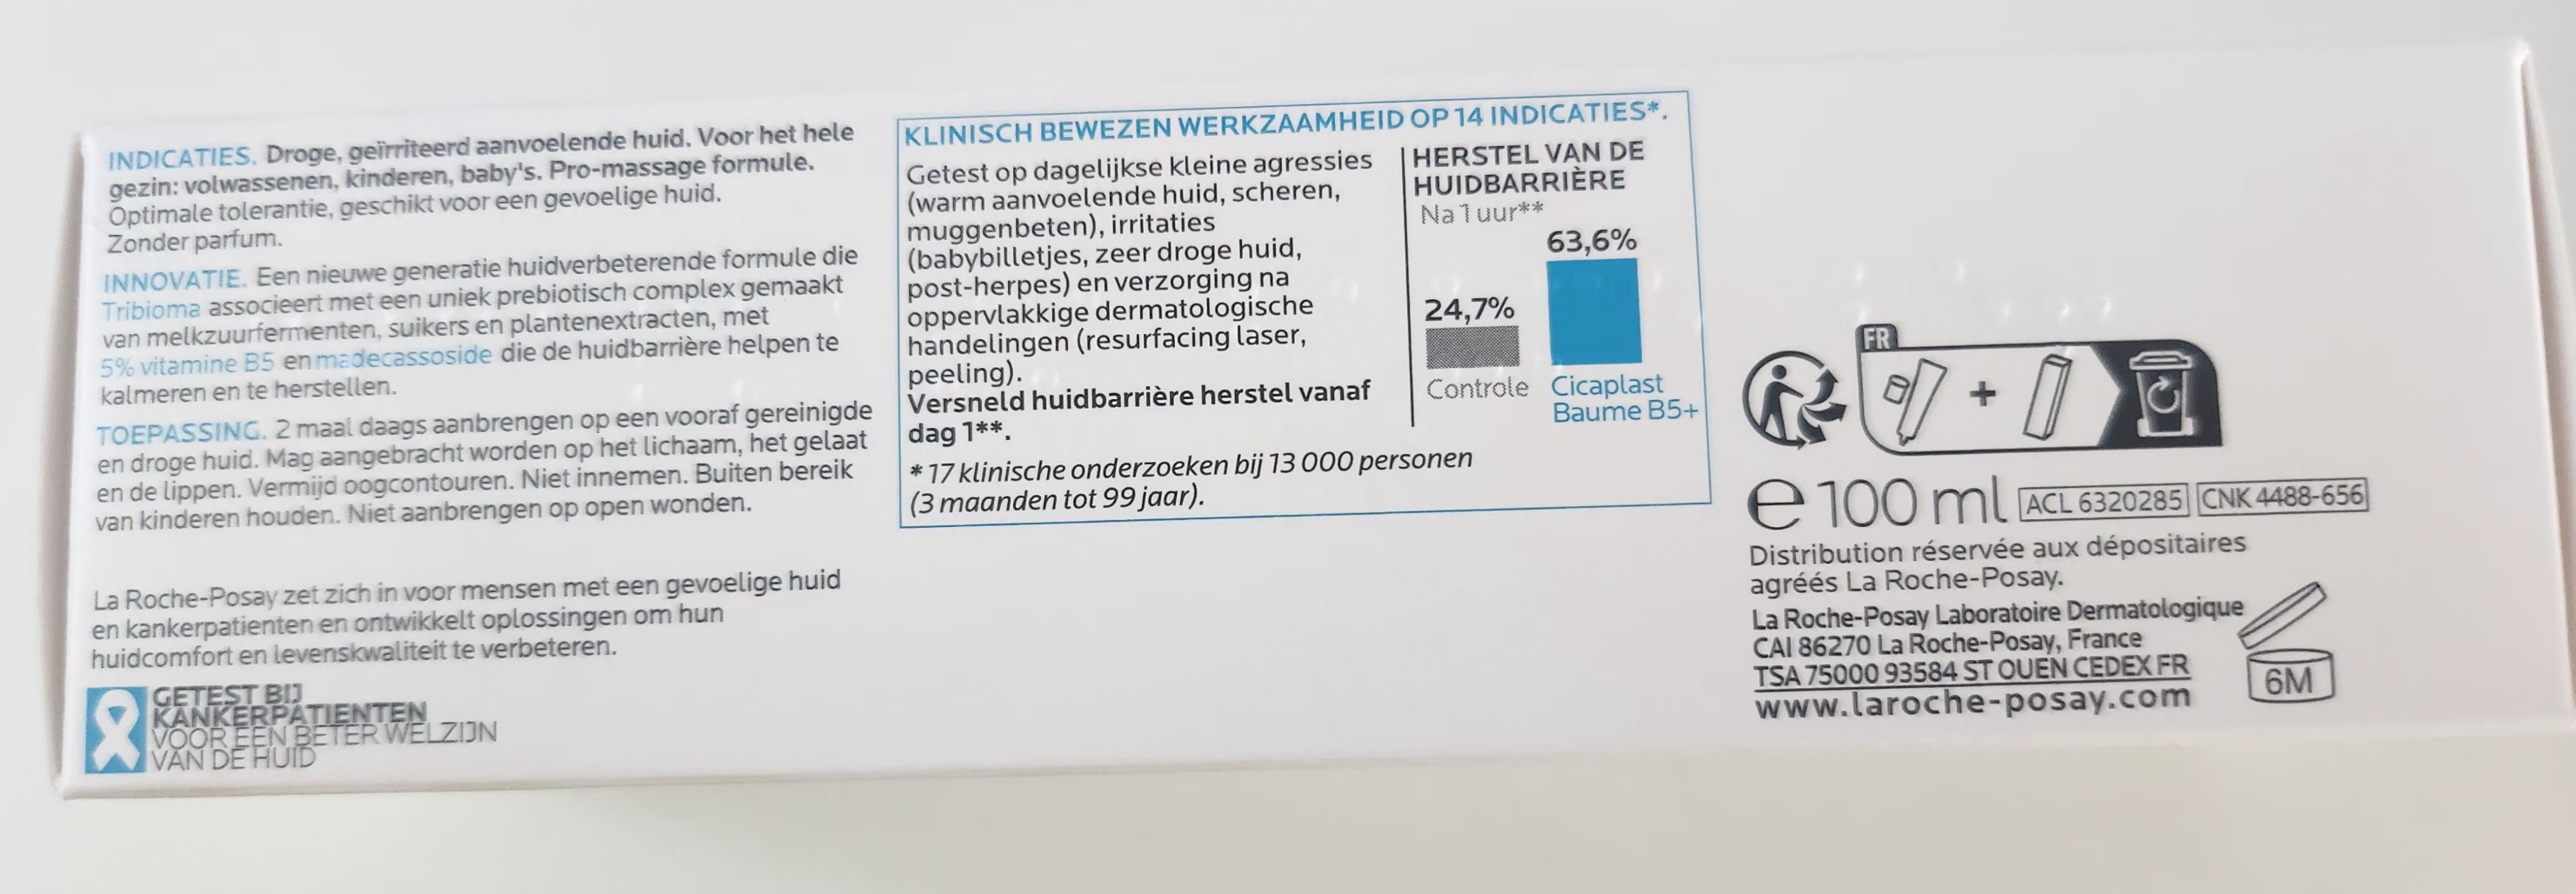 INDICATIES. Droge, geïrriteerd aanvoelende huid. Voor het hele
gezin: volwassenen, kinderen, baby's. Pro-massage formule.
Optimale tolerantie, geschikt voor een gevoelige huid.
Zonder parfum.
INNOVATIE. Een nieuwe generatie huidverbeterende formule die
Tribioma associeert met een uniek prebiotisch complex gemaakt
van melkzuurfermenten, suikers en plantenextracten, met
5% vitamine B5 en madecassoside die de huidbarrière helpen te
kalmeren en te herstellen.
TOEPASSING. 2 maal daags aanbrengen op een vooraf gereinigde
en droge huid. Mag aangebracht worden op het lichaam, het gelaat
en de lippen. Vermijd oogcontouren. Niet innemen. Buiten bereik
van kinderen houden. Niet aanbrengen op open wonden.
La Roche-Posay zet zich in voor mensen met een gevoelige huid
en kankerpatienten en ontwikkelt oplossingen om hun
huidcomfort en levenskwaliteit te verbeteren.
GETEST BIJ
KANKERPATIENTEN
VOOR EEN BETER WELZIJN
VAN DE HUID
KLINISCH BEWEZEN WERKZAAMHEID OP 14 INDICATIES*.
Getest op dagelijkse kleine agressies
(warm aanvoelende huid, scheren,
muggenbeten), irritaties
(babybilletjes, zeer droge huid,
post-herpes) en verzorging na
oppervlakkige dermatologische
handelingen (resurfacing laser,
peeling).
Versneld huidbarrière herstel vanaf
dag 1**.
* 17 klinische onderzoeken bij 13 000 personen
(3 maanden tot 99 jaar).
HERSTEL VAN DE
HUIDBARRIÈRE
Na 1 uur**
63,6%
24,7%
Controle
Cicaplast
Baume B5+
FR
+
e 100 ml ACL 6320285 CNK 4488-656
Distribution réservée aux dépositaires
agréés La Roche-Posay.
La Roche-Posay Laboratoire Dermatologique
CAI 86270 La Roche-Posay, France
TSA 75000 93584 ST OUEN CEDEX FR
www.laroche-posay.com
6M